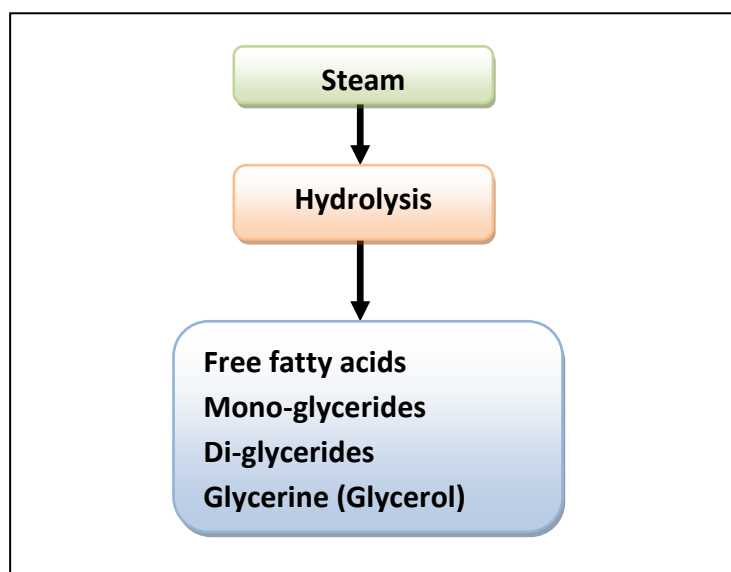 Steam
Hydrolysis
Free fatty acids
Mono-glycerides
Di-glycerides
Glycerine (Glycerol)